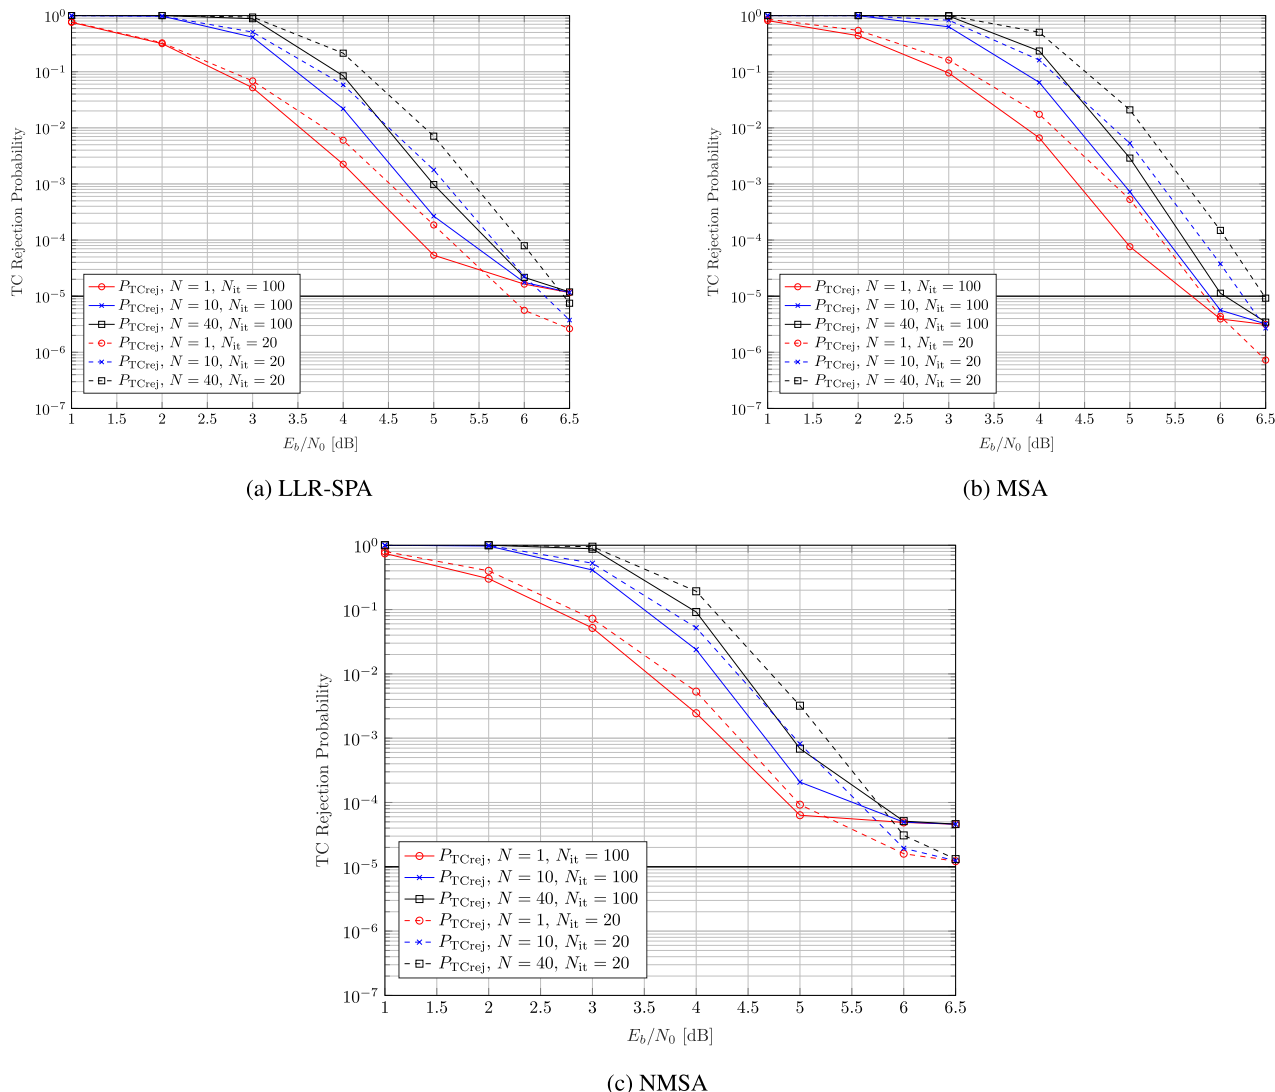 10⁰
10⁻¹
10⁻²
10⁻³
10⁻⁴
10⁻⁵
10⁻⁶
10⁻⁷
TC Rejection Probability
P_TCrej, N = 1, N_it = 100
P_TCrej, N = 10, N_it = 100
P_TCrej, N = 40, N_it = 100
P_TCrej, N = 1, N_it = 20
P_TCrej, N = 10, N_it = 20
P_TCrej, N = 40, N_it = 20
1 1.5 2 2.5 3 3.5 4 4.5 5 5.5 6 6.5
E_b/N_0 [dB]
(a) LLR-SPA
10⁰
10⁻¹
10⁻²
10⁻³
10⁻⁴
10⁻⁵
10⁻⁶
10⁻⁷
TC Rejection Probability
P_TCrej, N = 1, N_it = 100
P_TCrej, N = 10, N_it = 100
P_TCrej, N = 40, N_it = 100
P_TCrej, N = 1, N_it = 20
P_TCrej, N = 10, N_it = 20
P_TCrej, N = 40, N_it = 20
1 1.5 2 2.5 3 3.5 4 4.5 5 5.5 6 6.5
E_b/N_0 [dB]
(b) MSA
10⁰
10⁻¹
10⁻²
10⁻³
10⁻⁴
10⁻⁵
10⁻⁶
10⁻⁷
TC Rejection Probability
P_TCrej, N = 1, N_it = 100
P_TCrej, N = 10, N_it = 100
P_TCrej, N = 40, N_it = 100
P_TCrej, N = 1, N_it = 20
P_TCrej, N = 10, N_it = 20
P_TCrej, N = 40, N_it = 20
1 1.5 2 2.5 3 3.5 4 4.5 5 5.5 6 6.5
E_b/N_0 [dB]
(c) NMSA